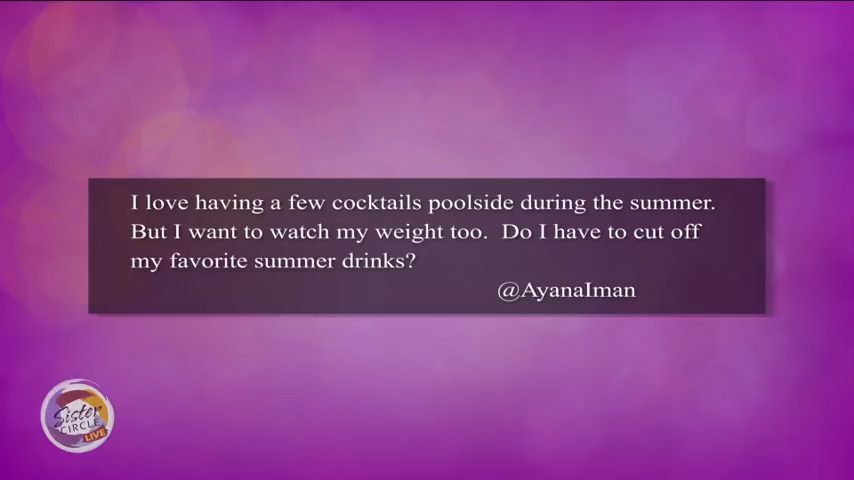 I love having a few cocktails poolside during the summer.
But I want to watch my weight too.  Do I have to cut off
my favorite summer drinks?
@AyanaIman
Sister
CIRCLE
LIVE